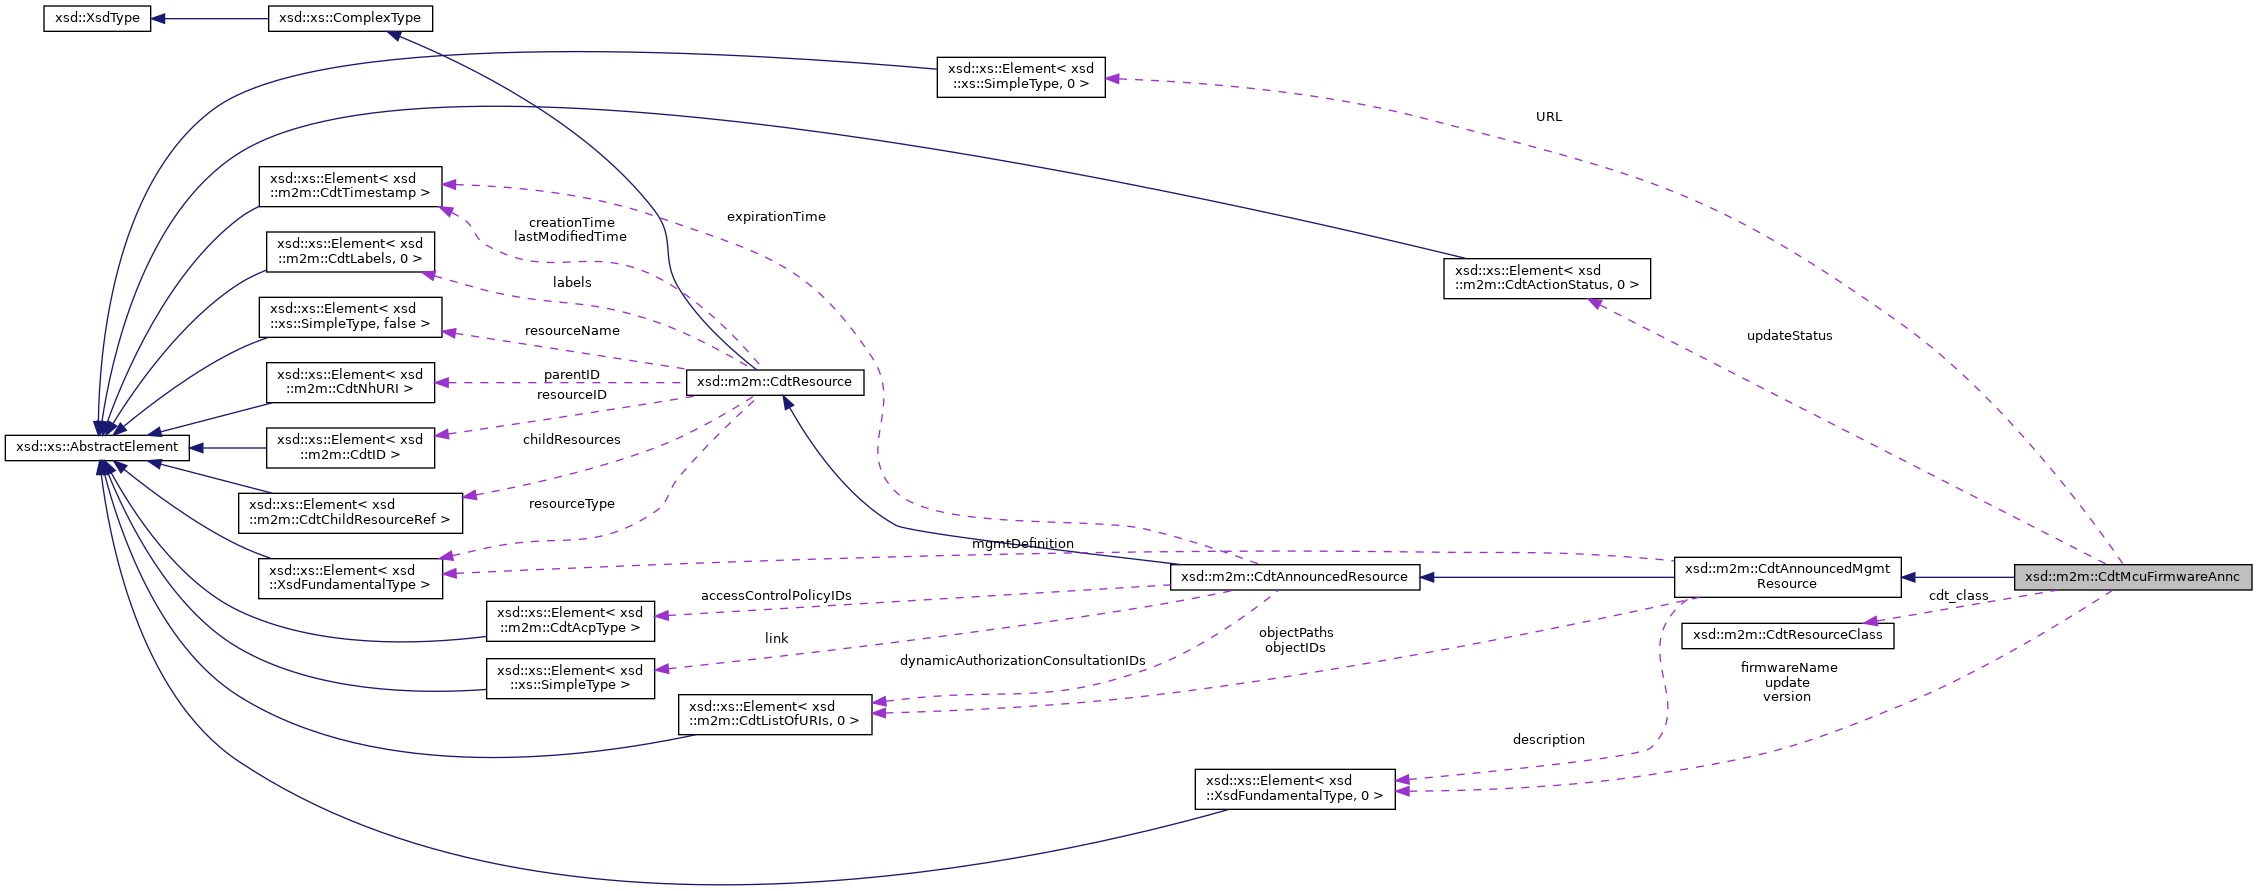 xsd::XsdType
xsd::xs::ComplexType
xsd::xs::Element< xsd
::xs::SimpleType, 0 >
URL
xsd::xs::Element< xsd
::m2m::CdtTimestamp >
expirationTime
creationTime
lastModifiedTime
xsd::xs::Element< xsd
::m2m::CdtLabels, 0 >
xsd::xs::Element< xsd
::m2m::CdtActionStatus, 0 >
labels
xsd::xs::Element< xsd
::xs::SimpleType, false >
resourceName
updateStatus
xsd::xs::Element< xsd
::m2m::CdtNhURI >
parentID
xsd::m2m::CdtResource
resourceID
xsd::xs::AbstractElement
xsd::xs::Element< xsd
::m2m::CdtID >
childResources
xsd::xs::Element< xsd
::m2m::CdtChildResourceRef >
resourceType
mgmtDefinition
xsd::xs::Element< xsd
::XsdFundamentalType >
xsd::m2m::CdtAnnouncedResource
xsd::m2m::CdtAnnouncedMgmt
Resource
xsd::m2m::CdtMcuFirmwareAnnc
accessControlPolicyIDs
cdt_class
xsd::xs::Element< xsd
::m2m::CdtAcpType >
link
objectPaths
objectIDs
xsd::m2m::CdtResourceClass
xsd::xs::Element< xsd
::xs::SimpleType >
dynamicAuthorizationConsultationIDs
firmwareName
update
version
xsd::xs::Element< xsd
::m2m::CdtListOfURIs, 0 >
description
xsd::xs::Element< xsd
::XsdFundamentalType, 0 >